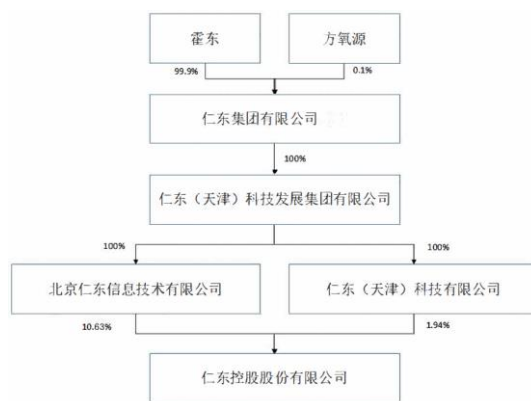 霍东
方氧源
99.9%
0.1%
仁东集团有限公司
100%
仁东（天津）科技发展集团有限公司
100%
100%
北京仁东信息技术有限公司
仁东（天津）科技有限公司
10.63%
1.94%
仁东控股股份有限公司